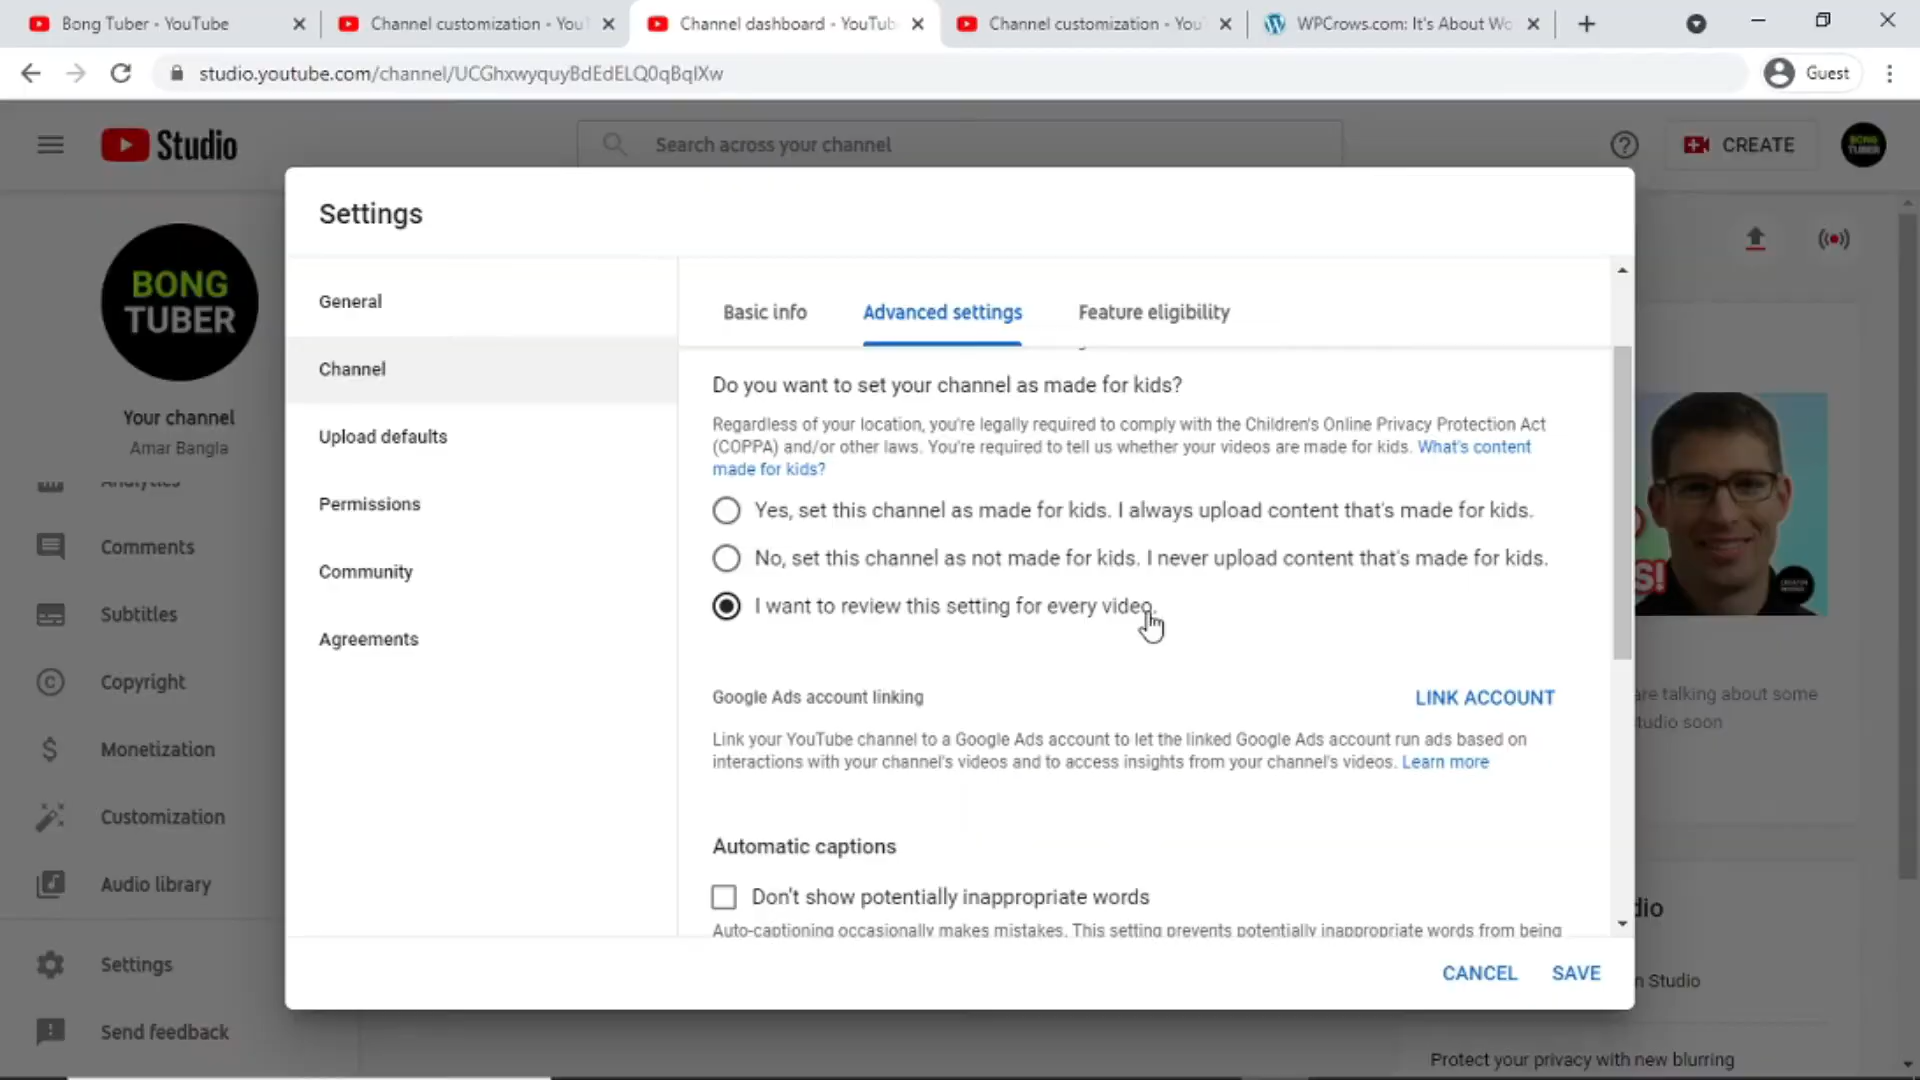 Bong Tuber - YouTube
Channel customization - You
Channel dashboard - YouTub
Channel customization - You
WPCrows.com: It's About Wo
studio.youtube.com/channel/UCGhxwyquyBdEdELQ0qBqIXw
Guest
Studio
Search across your channel
CREATE
BONG
TUBER
Settings
BONG
TUBER
Your channel
Amar Bangla
Analytics
Comments
Subtitles
Copyright
Monetization
Customization
Audio library
Settings
Send feedback
General
Channel
Upload defaults
Permissions
Community
Agreements
Basic info
Advanced settings
Feature eligibility
Do you want to set your channel as made for kids?
Regardless of your location, you're legally required to comply with the Children's Online Privacy Protection Act
(COPPA) and/or other laws. You're required to tell us whether your videos are made for kids. What's content
made for kids?
Yes, set this channel as made for kids. I always upload content that's made for kids.
No, set this channel as not made for kids. I never upload content that's made for kids.
I want to review this setting for every video.
Google Ads account linking
LINK ACCOUNT
Link your YouTube channel to a Google Ads account to let the linked Google Ads account run ads based on
interactions with your channel's videos and to access insights from your channel's videos. Learn more
Automatic captions
Don't show potentially inappropriate words
Auto-captioning occasionally makes mistakes. This setting prevents potentially inappropriate words from being
CANCEL
SAVE
S!
are talking about some
tudio soon
dio
n Studio
Protect your privacy with new blurring